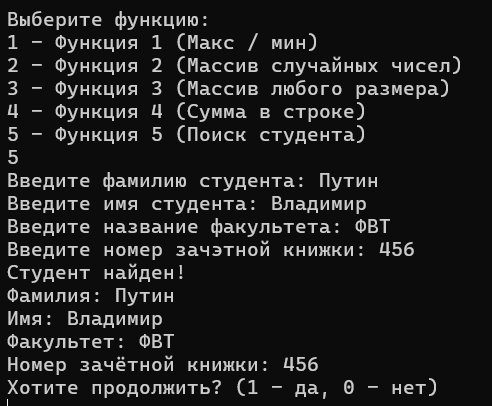 Выберите функцию:
1 - Функция 1 (Макс / мин)
2 - Функция 2 (Массив случайных чисел)
3 - Функция 3 (Массив любого размера)
4 - Функция 4 (Сумма в строке)
5 - Функция 5 (Поиск студента)
5
Введите фамилию студента: Путин
Введите имя студента: Владимир
Введите название факультета: ФВТ
Введите номер зачэтной книжки: 456
Студент найден!
Фамилия: Путин
Имя: Владимир
Факультет: ФВТ
Номер зачётной книжки: 456
Хотите продолжить? (1 - да, 0 - нет)